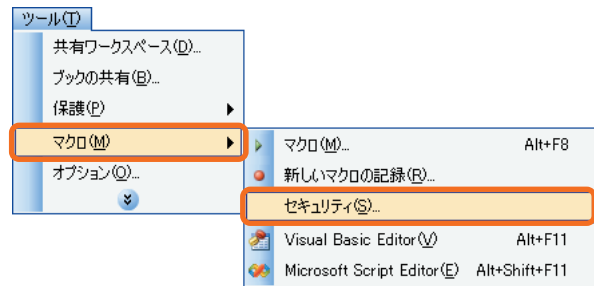 ツール(T)
共有ワークスペース(D)...
ブックの共有(B)...
保護(P)
マクロ(M)
オプション(O)...
マクロ(M)... Alt+F8
新しいマクロの記録(R)...
セキュリティ(S)...
Visual Basic Editor(V) Alt+F11
Microsoft Script Editor(E) Alt+Shift+F11